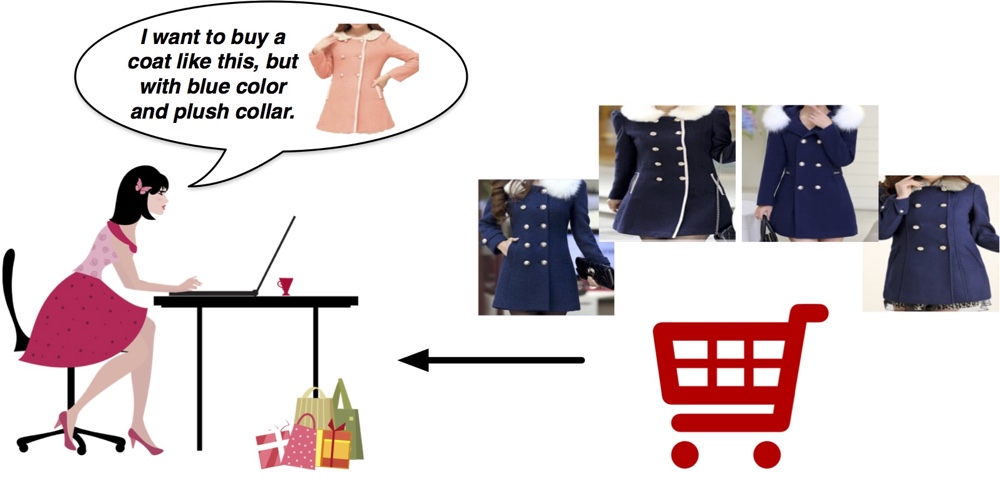 I want to buy a
coat like this, but
with blue color
and plush collar.